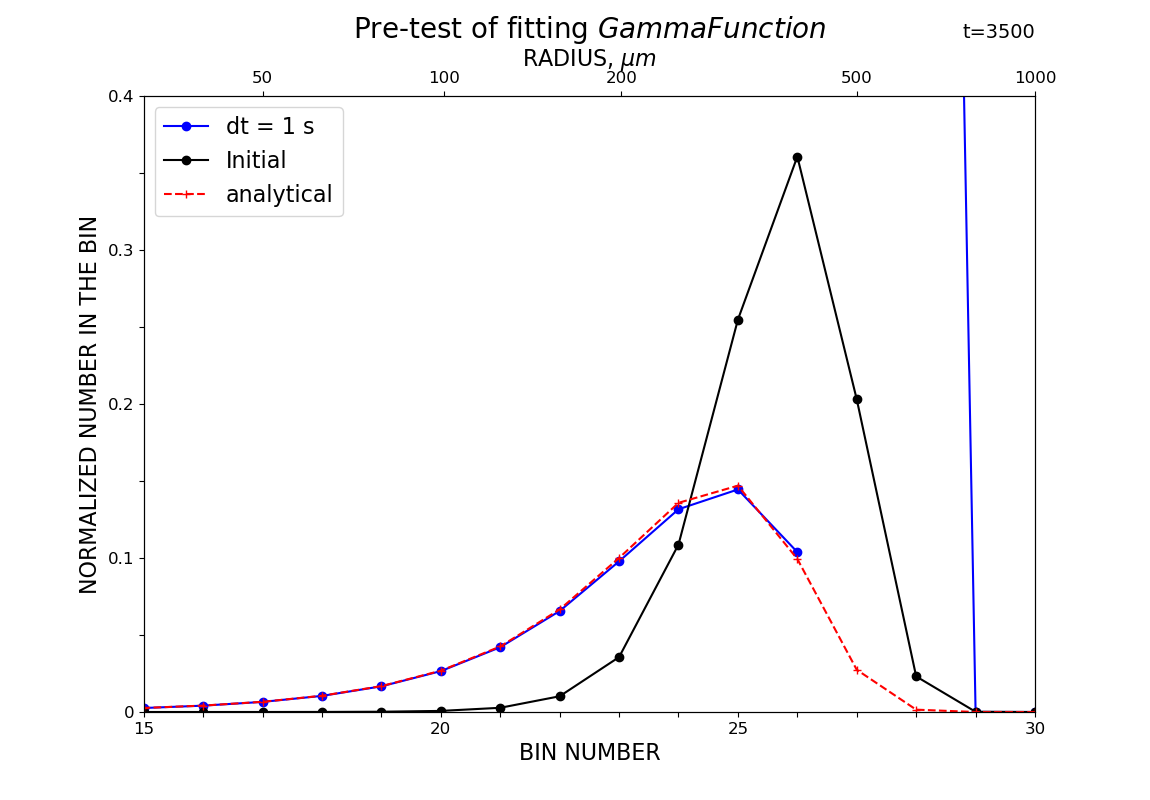 Pre-test of fitting GammaFunction
t=3500
RADIUS, μm
50 100 200 500 1000
0.4
0.3
0.2
0.1
0
NORMALIZED NUMBER IN THE BIN
dt = 1 s
Initial
analytical
15 20 25 30
BIN NUMBER